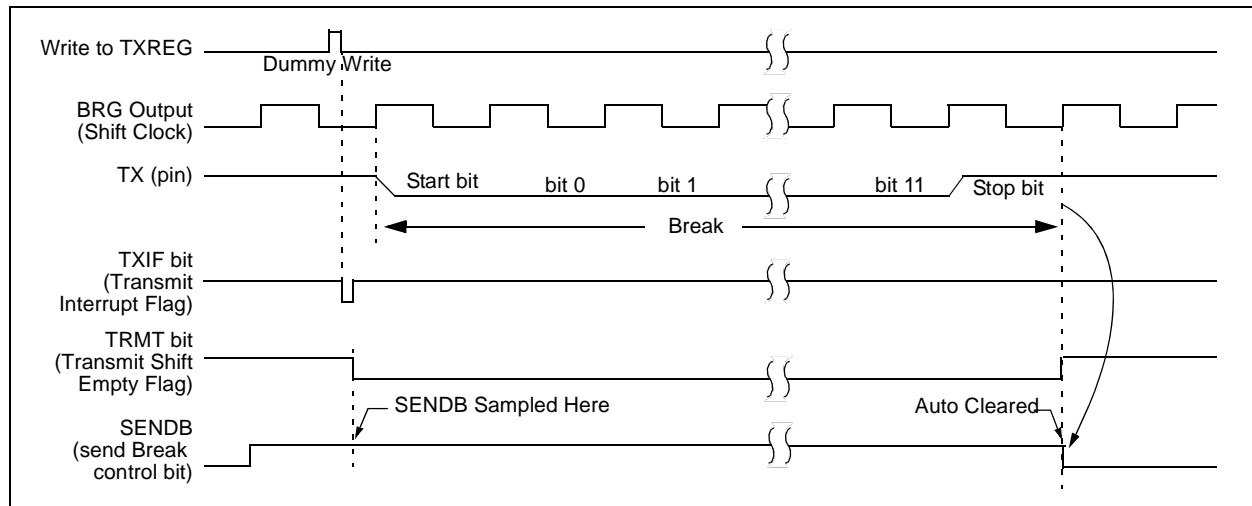 Write to TXREG
Dummy Write
BRG Output
(Shift Clock)
TX (pin)
Start bit
bit 0
bit 1
bit 11
Stop bit
Break
TXIF bit
(Transmit
Interrupt Flag)
TRMT bit
(Transmit Shift
Empty Flag)
SENDB Sampled Here
Auto Cleared
SENDB
(send Break
control bit)